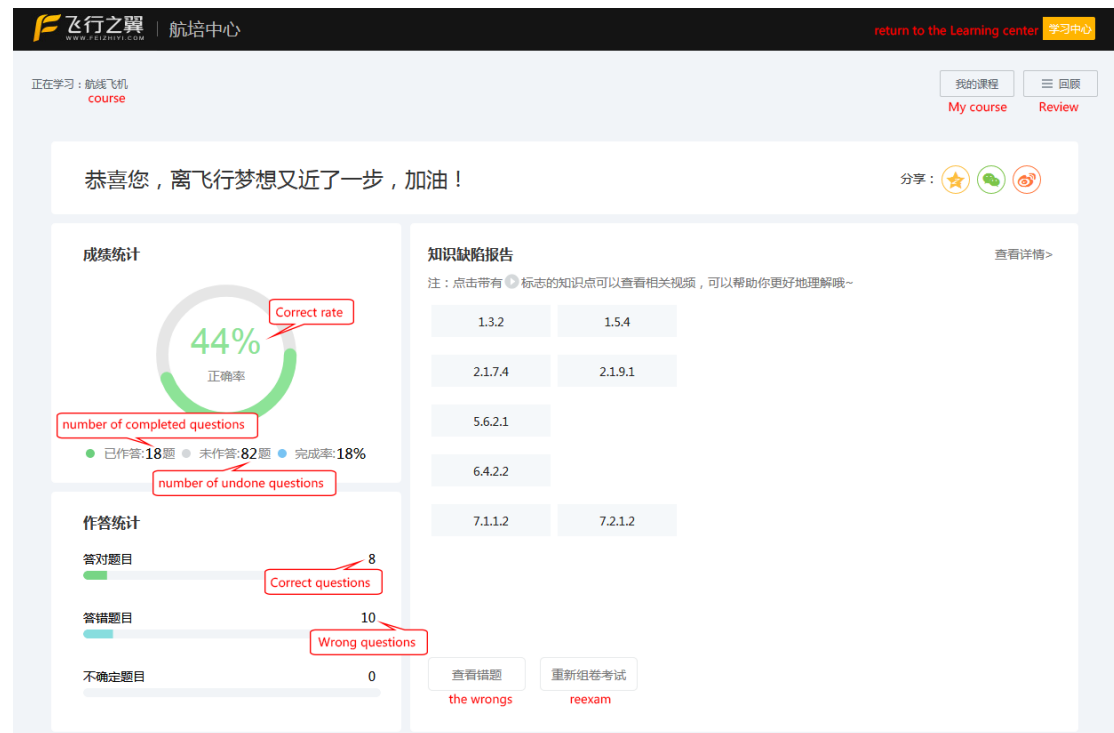 飞行之翼 航培中心 return to the Learning center 学习中心
WWW.FEIZHIYI.COM
正在学习：航线飞机 我的课程 回顾
course My course Review
恭喜您，离飞行梦想又近了一步，加油！ 分享：
成绩统计
44%
正确率
Correct rate
number of completed questions
已作答:18题 未作答:82题 完成率:18%
number of undone questions
作答统计
答对题目 8
Correct questions
答错题目 10
Wrong questions
不确定题目 0
知识缺陷报告 查看详情>
注：点击带有 标志的知识点可以查看相关视频，可以帮助你更好地理解哦~
1.3.2 1.5.4
2.1.7.4 2.1.9.1
5.6.2.1
6.4.2.2
7.1.1.2 7.2.1.2
查看错题 重新组卷考试
the wrongs reexam